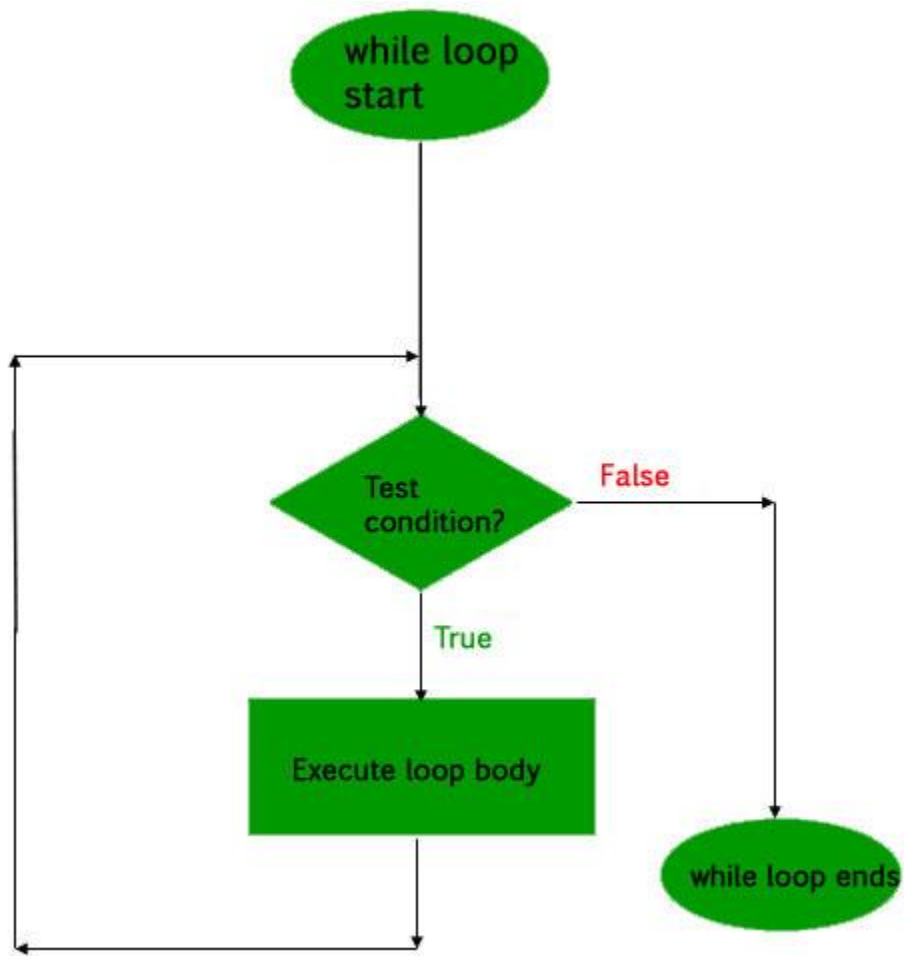 while loop
start
Test
condition?
False
True
Execute loop body
while loop ends